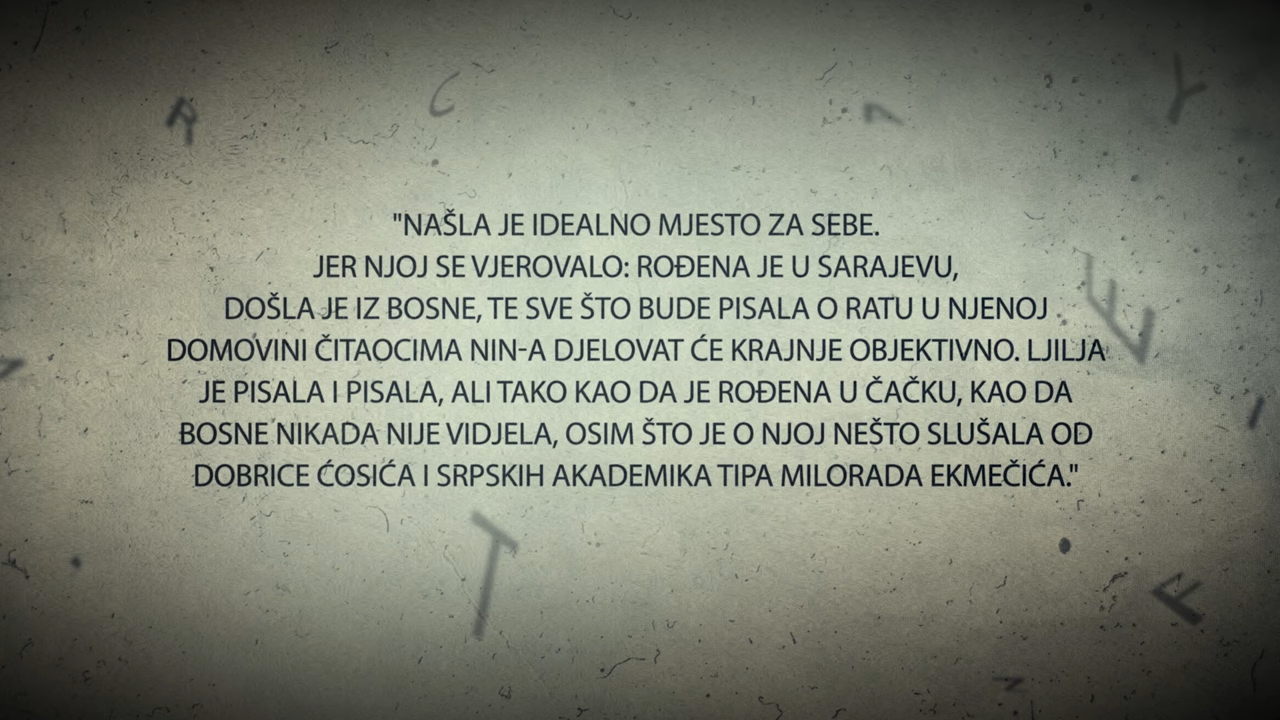 "NAŠLA JE IDEALNO MJESTO ZA SEBE.
JER NJOJ SE VJEROVALO: ROĐENA JE U SARAJEVU,
DOŠLA JE IZ BOSNE, TE SVE ŠTO BUDE PISALA O RATU U NJENOJ
DOMOVINI ČITAOCIMA NIN-A DJELOVAT ĆE KRAJNJE OBJEKTIVNO. LJILJA
JE PISALA I PISALA, ALI TAKO KAO DA JE ROĐENA U ČAČKU, KAO DA
BOSNE NIKADA NIJE VIDJELA, OSIM ŠTO JE O NJOJ NEŠTO SLUŠALA OD
DOBRICE ĆOSIĆA I SRPSKIH AKADEMIKA TIPA MILORADA EKMEČIĆA."